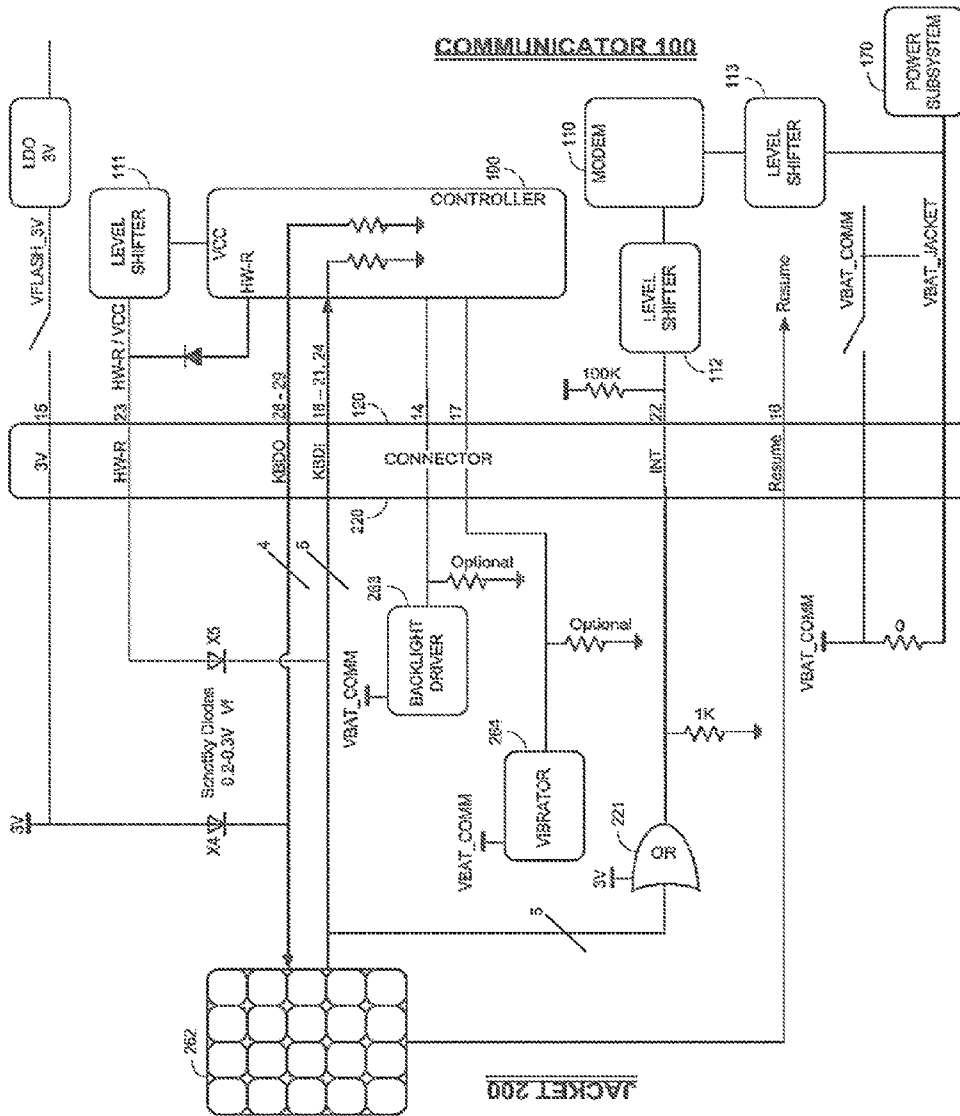 COMMUNICATOR 100
LDO
3V
VFLASH_3V
15
3V
3V
111
LEVEL
SHIFTER
HW-R / VCC
23
HW-R
X5
Schottky Diodes
0.2-0.3V Vf
X4
190
CONTROLLER
VCC
HW-R
26 - 29
KBDO
4
18 - 21, 24
KBDI
5
120
CONNECTOR
220
14
17
263
BACKLIGHT
DRIVER
VBAT_COMM
Optional
264
VIBRATOR
VBAT_COMM
Optional
110
MODEM
113
LEVEL
SHIFTER
LEVEL
SHIFTER
112
100K
22
INT
1K
221
OR
3V
5
262
Resume
Resume
170
POWER
SUBSYSTEM
VBAT_COMM
VBAT_JACKET
VBAT_COMM
0
JACKET 200